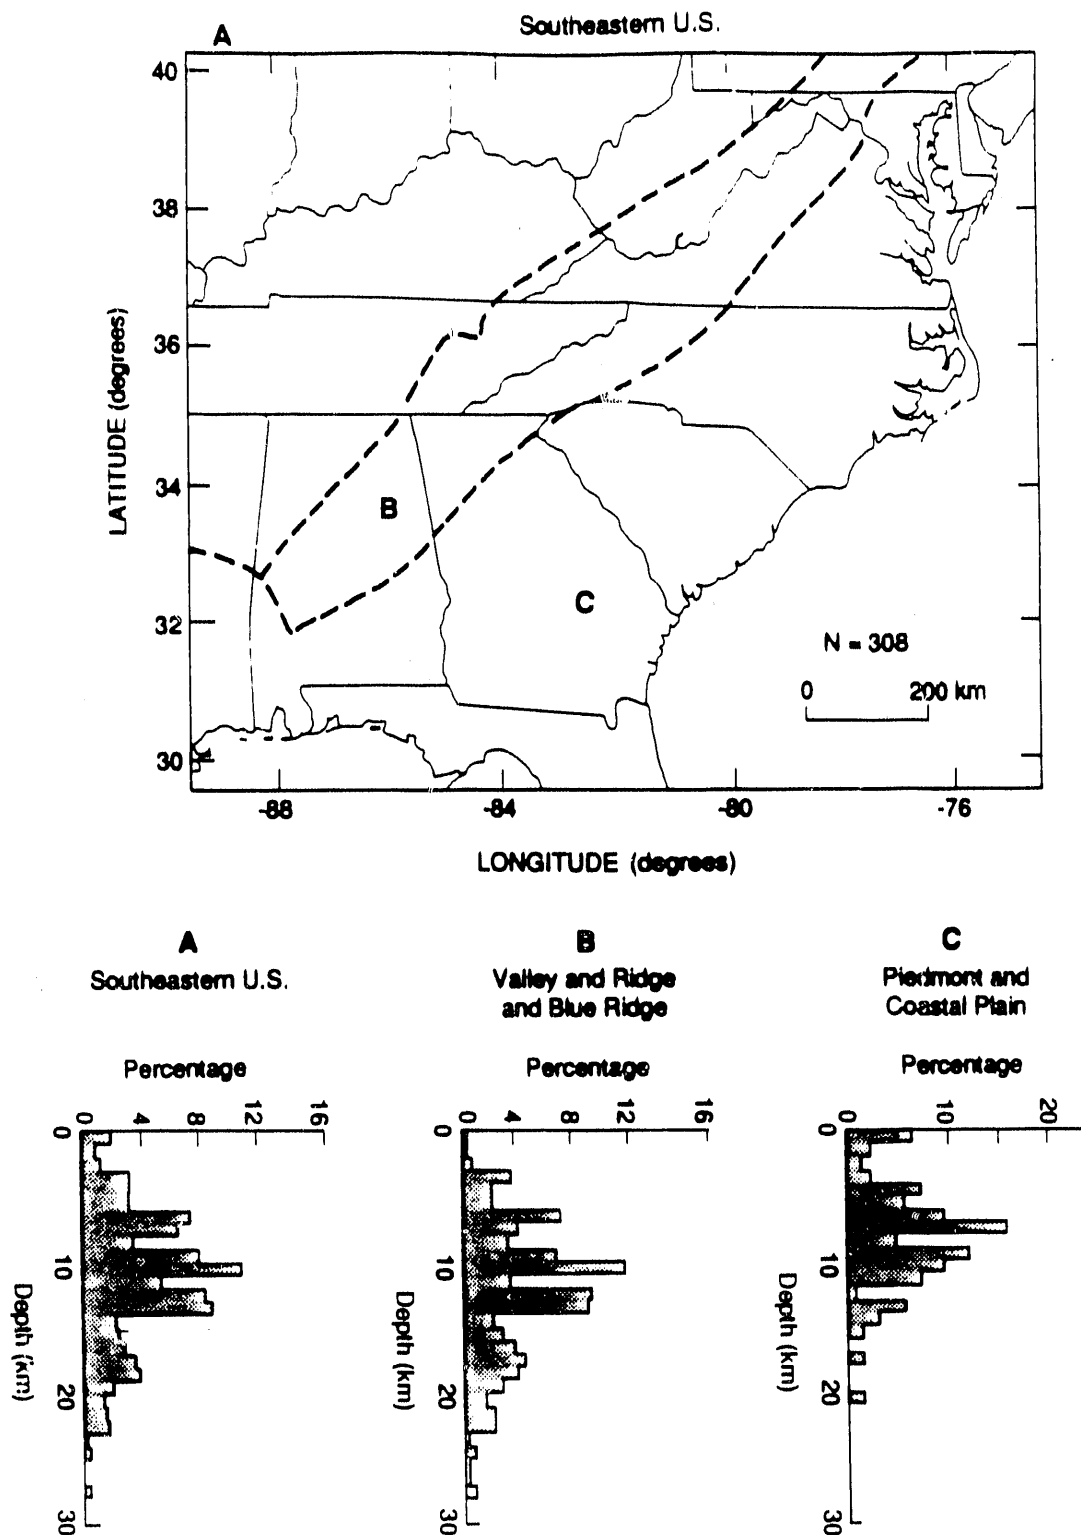 A
Southeastern U.S.
40
38
36
34
32
30
LATITUDE (degrees)
B
C
N = 308
0 200 km
-88 -84 -80 -76
LONGITUDE (degrees)
A
Southeastern U.S.
Percentage
0 4 8 12 16
0
10
20
30
Depth (km)
B
Valley and Ridge
and Blue Ridge
Percentage
0 4 8 12 16
0
10
20
30
Depth (km)
C
Piedmont and
Coastal Plain
Percentage
0 10 20
0
10
20
30
Depth (km)